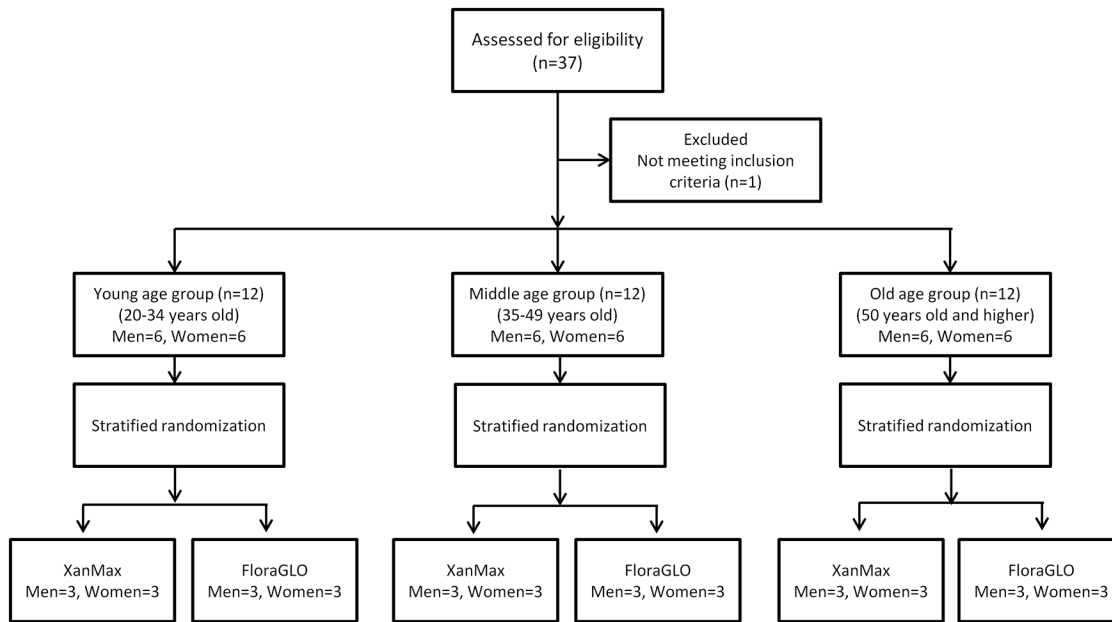 Assessed for eligibility
(n=37)
Excluded
Not meeting inclusion
criteria (n=1)
Young age group (n=12)
(20-34 years old)
Men=6, Women=6
Middle age group (n=12)
(35-49 years old)
Men=6, Women=6
Old age group (n=12)
(50 years old and higher)
Men=6, Women=6
Stratified randomization
Stratified randomization
Stratified randomization
XanMax
Men=3, Women=3
FloraGLO
Men=3, Women=3
XanMax
Men=3, Women=3
FloraGLO
Men=3, Women=3
XanMax
Men=3, Women=3
FloraGLO
Men=3, Women=3